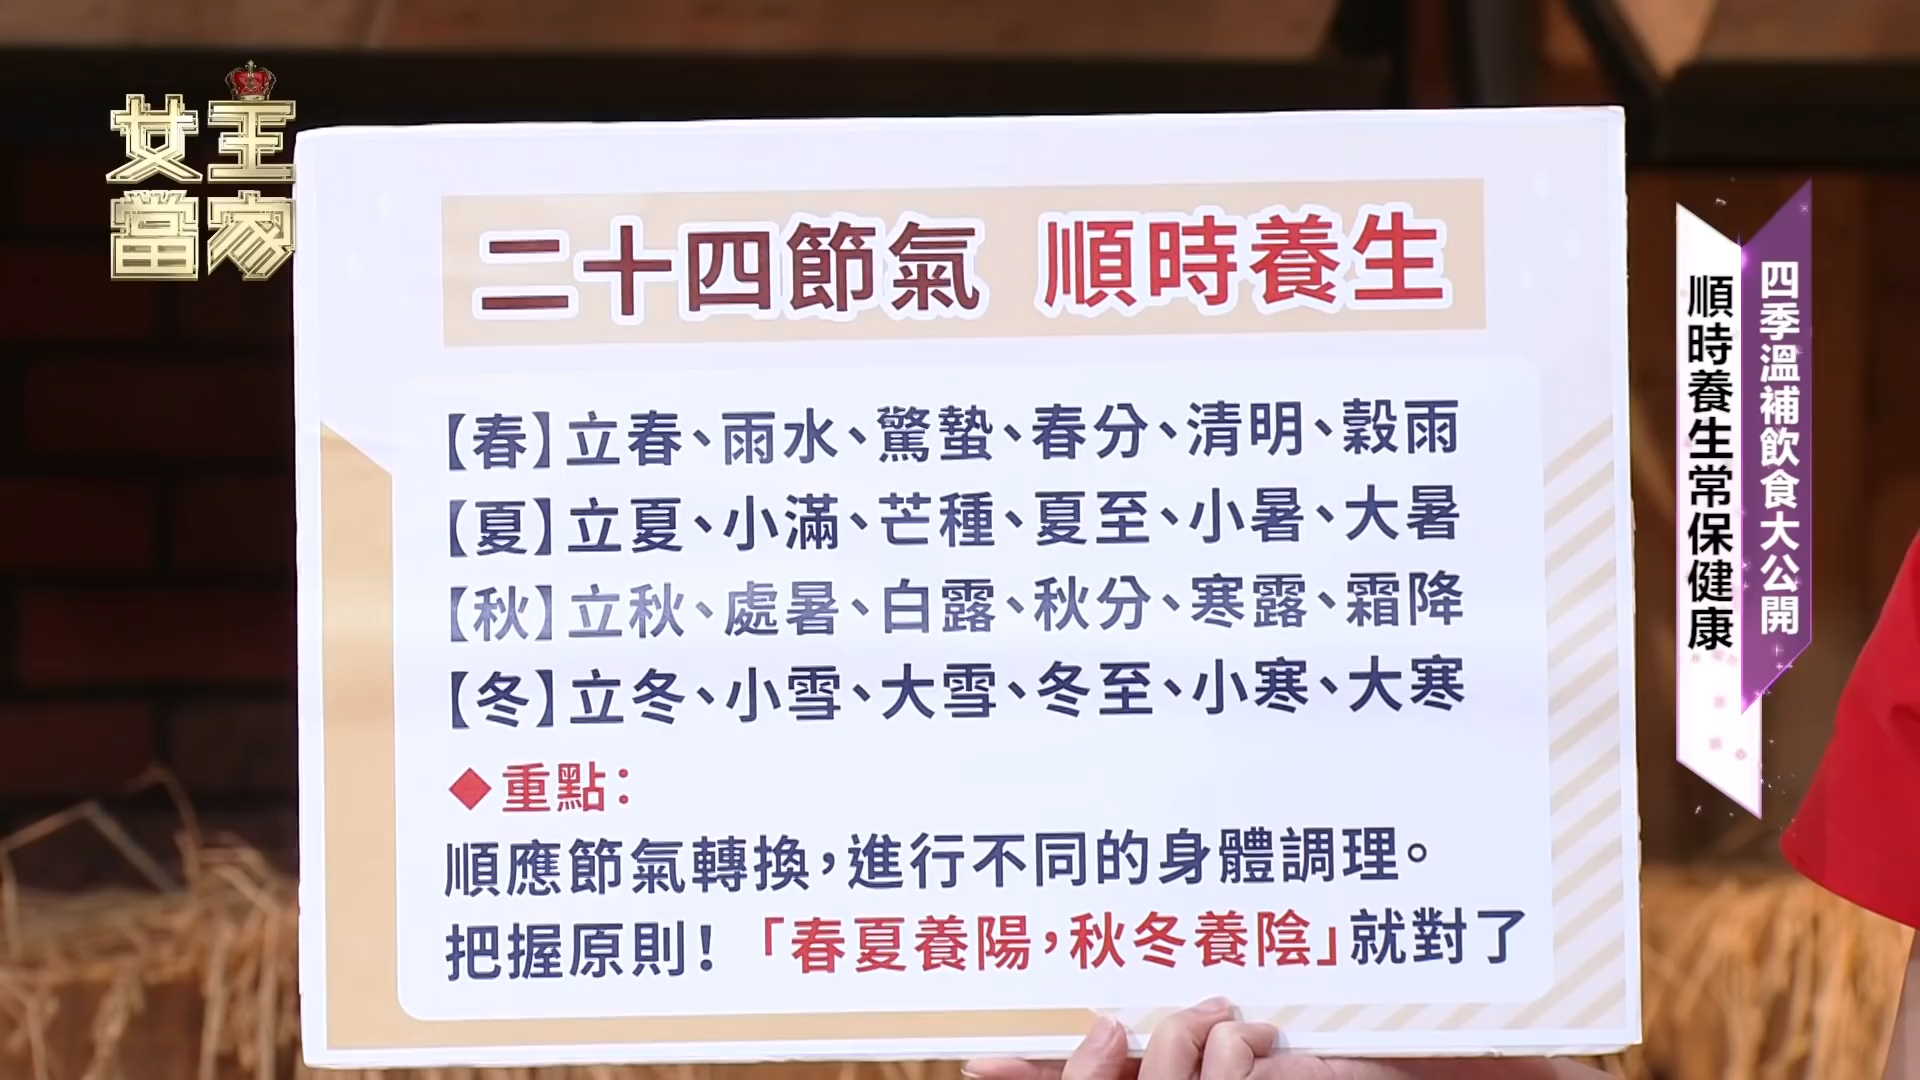 女王
當家
二十四節氣 順時養生
【春】立春、雨水、驚蟄、春分、清明、穀雨
【夏】立夏、小滿、芒種、夏至、小暑、大暑
【秋】立秋、處暑、白露、秋分、寒露、霜降
【冬】立冬、小雪、大雪、冬至、小寒、大寒
◆重點：
順應節氣轉換，進行不同的身體調理。
把握原則！「春夏養陽，秋冬養陰」就對了
四季溫補飲食大公開
順時養生常保健康